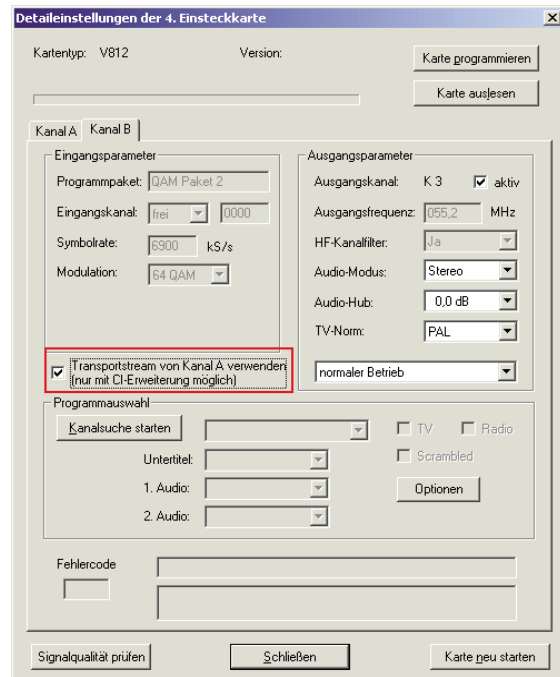 Detaileinstellungen der 4. Einsteckkarte
Kartentyp: V812 Version:
Karte programmieren
Karte auslesen
Kanal A Kanal B
Eingangsparameter
Programmpaket: QAM Paket 2
Eingangskanal: frei 0000
Symbolrate: 6900 kS/s
Modulation: 64 QAM
Transportstream von Kanal A verwenden
(nur mit CI-Erweiterung möglich)
Ausgangsparameter
Ausgangskanal: K 3 aktiv
Ausgangsfrequenz: 055,2 MHz
HF-Kanalfilter: Ja
Audio-Modus: Stereo
Audio-Hub: 0,0 dB
TV-Norm: PAL
normaler Betrieb
Programmauswahl
Kanalsuche starten
TV Radio
Untertitel: Scrambled
1. Audio: Optionen
2. Audio:
Fehlercode
Signalqualität prüfen Schließen Karte neu starten